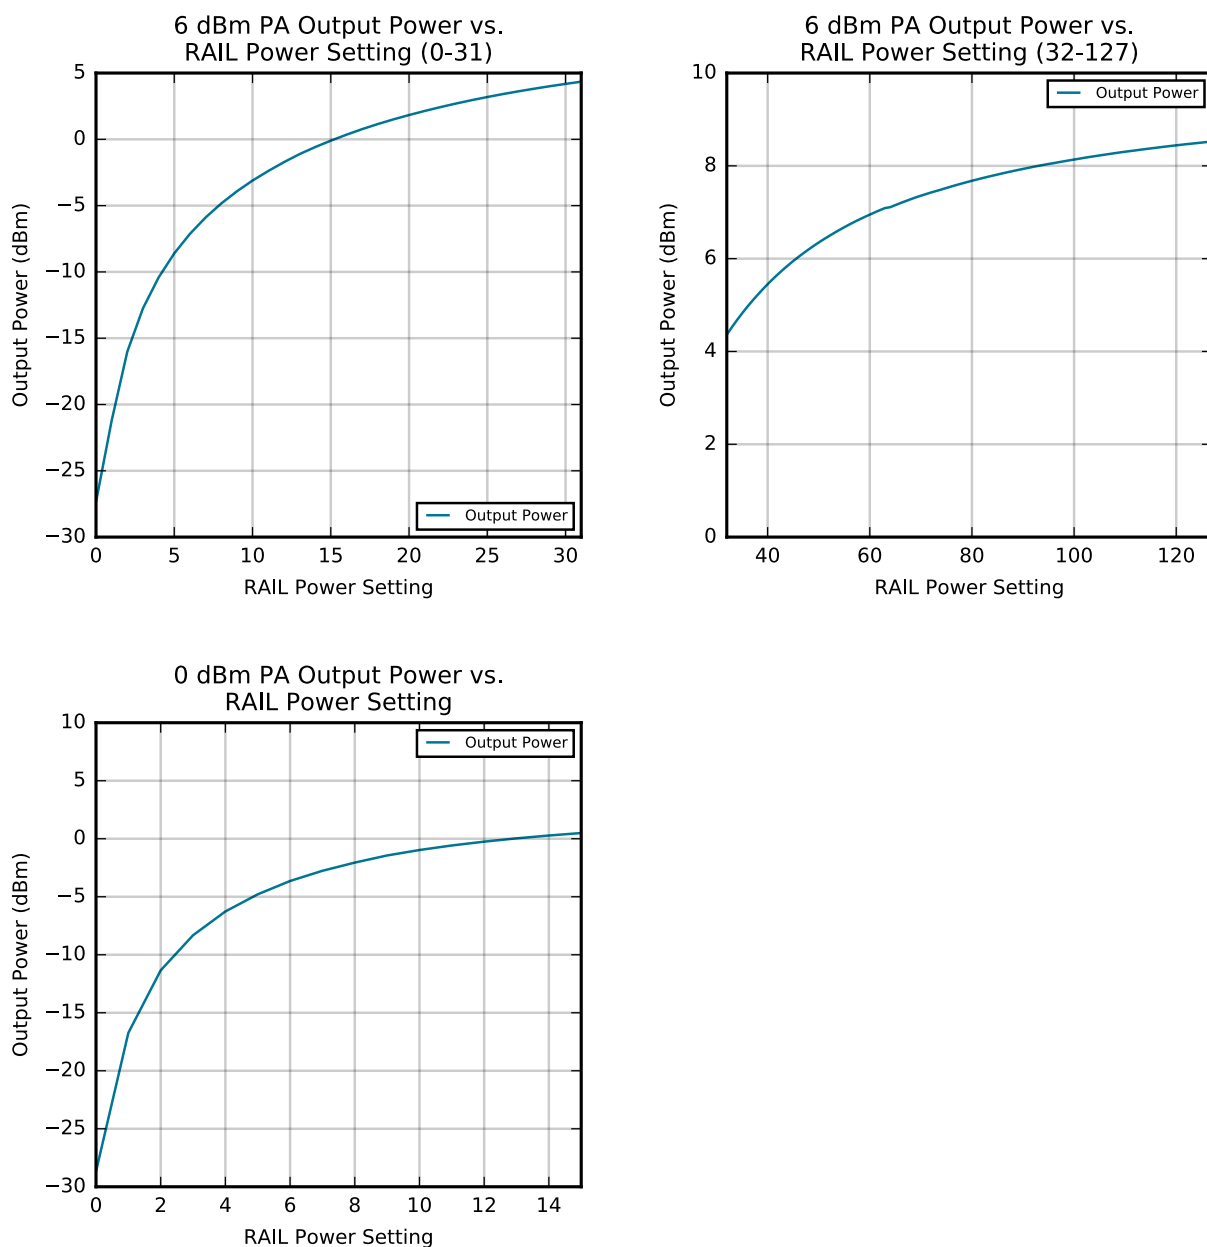 6 dBm PA Output Power vs.
RAIL Power Setting (0-31)
5
0
−5
−10
−15
−20
−25
−30
Output Power (dBm)
Output Power
0 5 10 15 20 25 30
RAIL Power Setting
6 dBm PA Output Power vs.
RAIL Power Setting (32-127)
10
8
6
4
2
0
Output Power (dBm)
Output Power
40 60 80 100 120
RAIL Power Setting
0 dBm PA Output Power vs.
RAIL Power Setting
10
5
0
−5
−10
−15
−20
−25
−30
Output Power (dBm)
Output Power
0 2 4 6 8 10 12 14
RAIL Power Setting